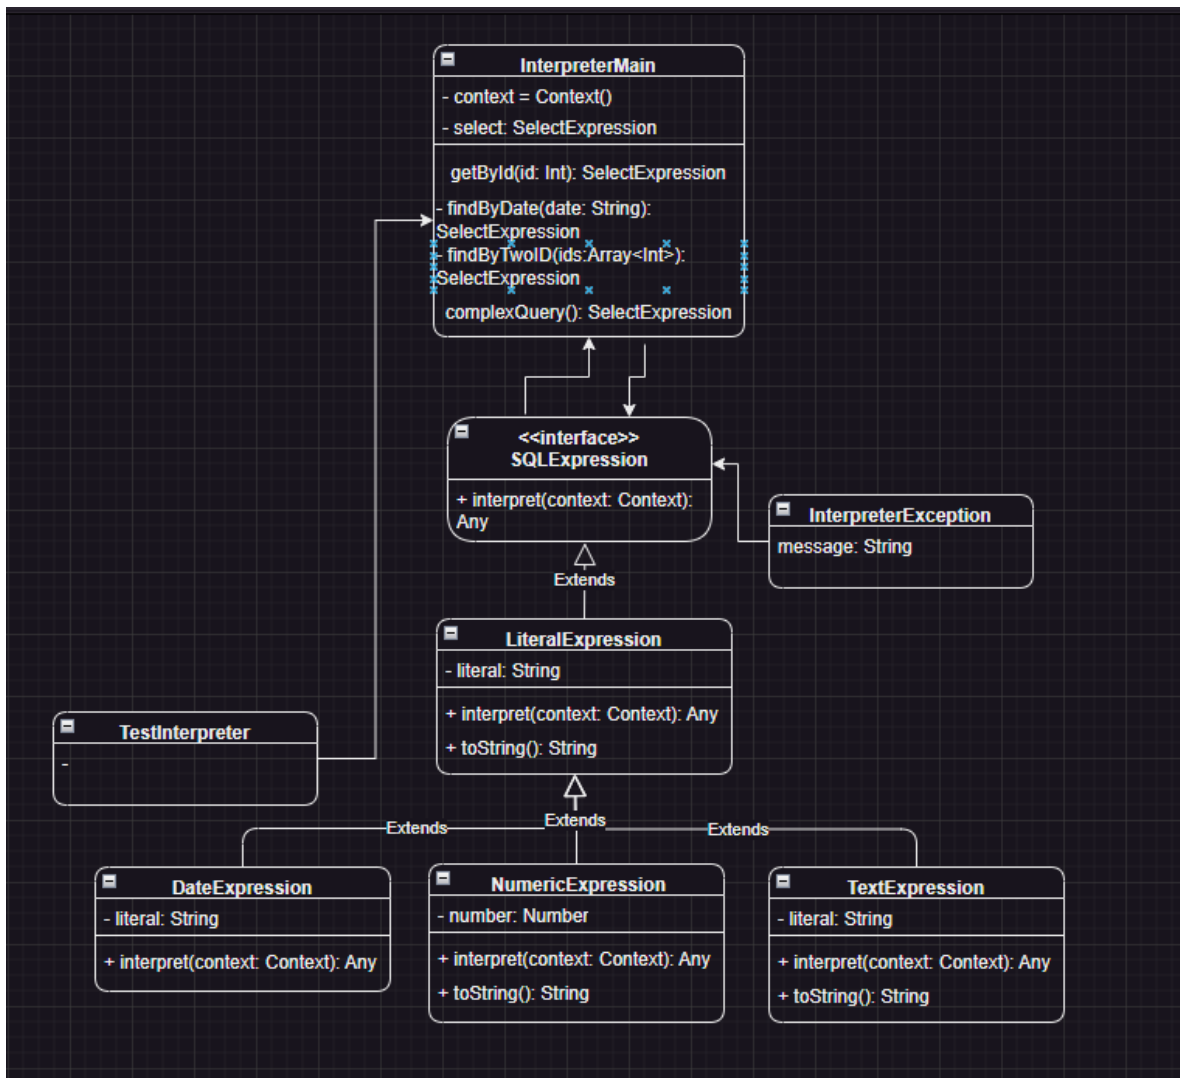 InterpreterMain
- context = Context()
- select: SelectExpression
getById(id: Int): SelectExpression
- findByDate(date: String):
SelectExpression
- findByTwoID(ids:Array<Int>):
SelectExpression
complexQuery(): SelectExpression
<<interface>>
SQLExpression
+ interpret(context: Context):
Any
InterpreterException
message: String
Extends
LiteralExpression
- literal: String
+ interpret(context: Context): Any
+ toString(): String
TestInterpreter
-
Extends
Extends
Extends
DateExpression
- literal: String
+ interpret(context: Context): Any
NumericExpression
- number: Number
+ interpret(context: Context): Any
+ toString(): String
TextExpression
- literal: String
+ interpret(context: Context): Any
+ toString(): String